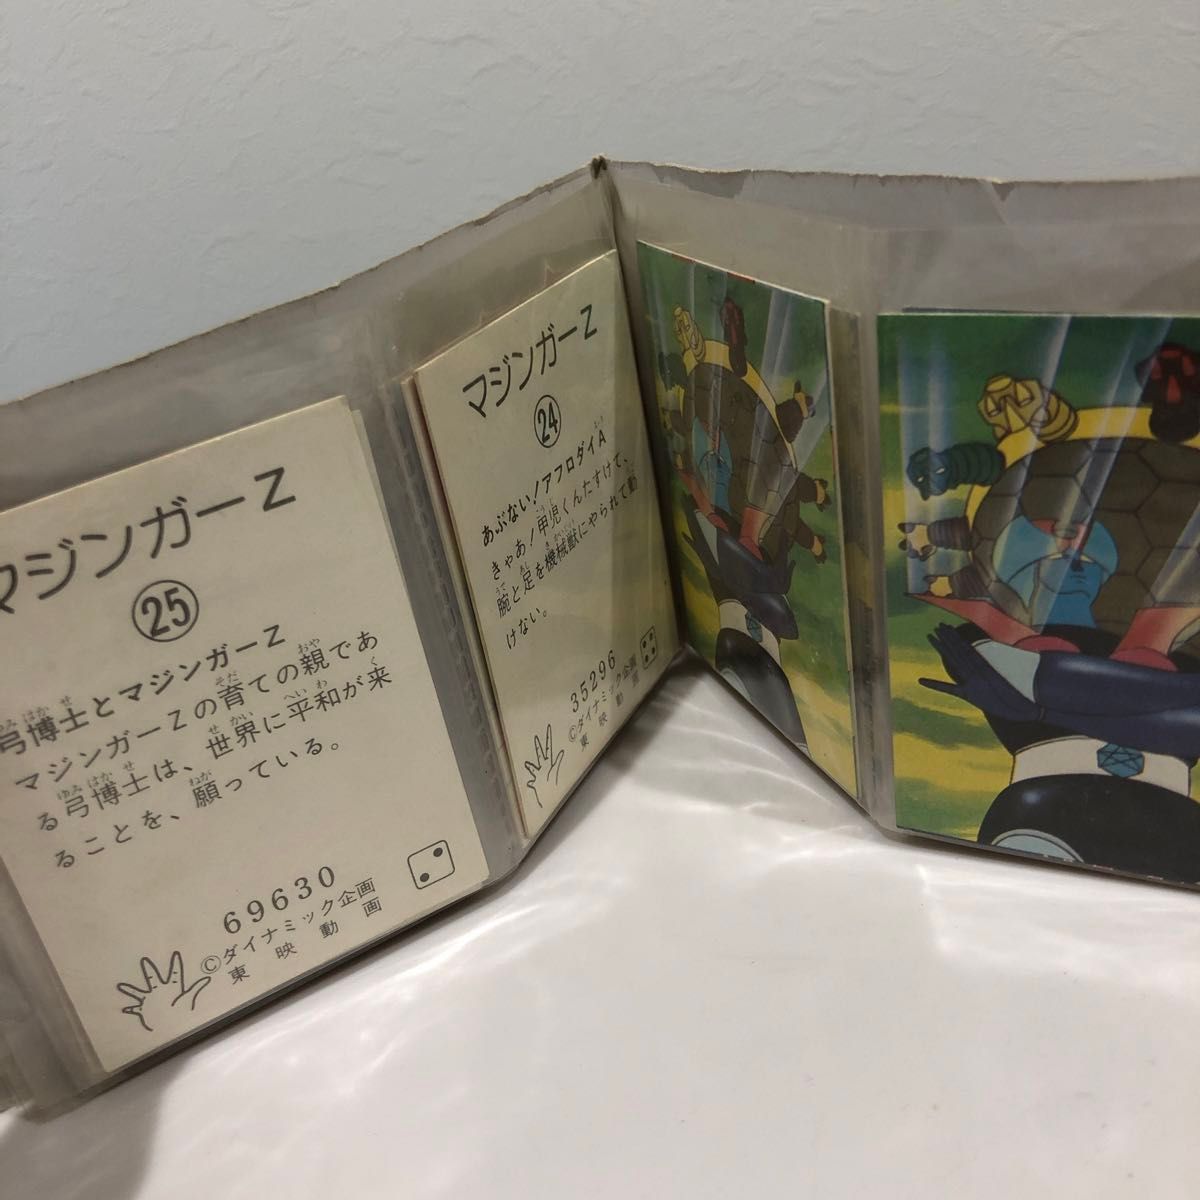 マジンガーZ
㉕
弓博士とマジンガーZ
マジンガーZの育ての親であ
る弓博士は、世界に平和が来
ることを、願っている。
69630
©ダイナミック企画
東映動画
マジンガーZ
㉔
あぶない!アフロダイA
きゃあ!甲児くんたすけて、
腕と足を機械獣にやられて動
けない。
35296
©ダイナミック企画
東映動画